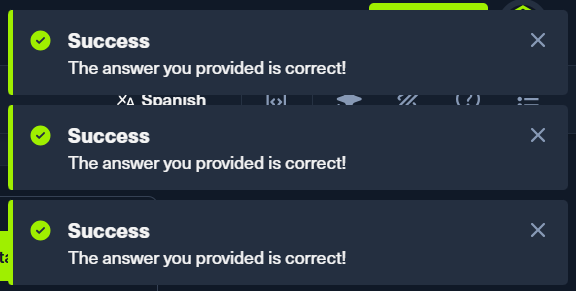 Success
The answer you provided is correct!
Spanish
Success
The answer you provided is correct!
Success
The answer you provided is correct!